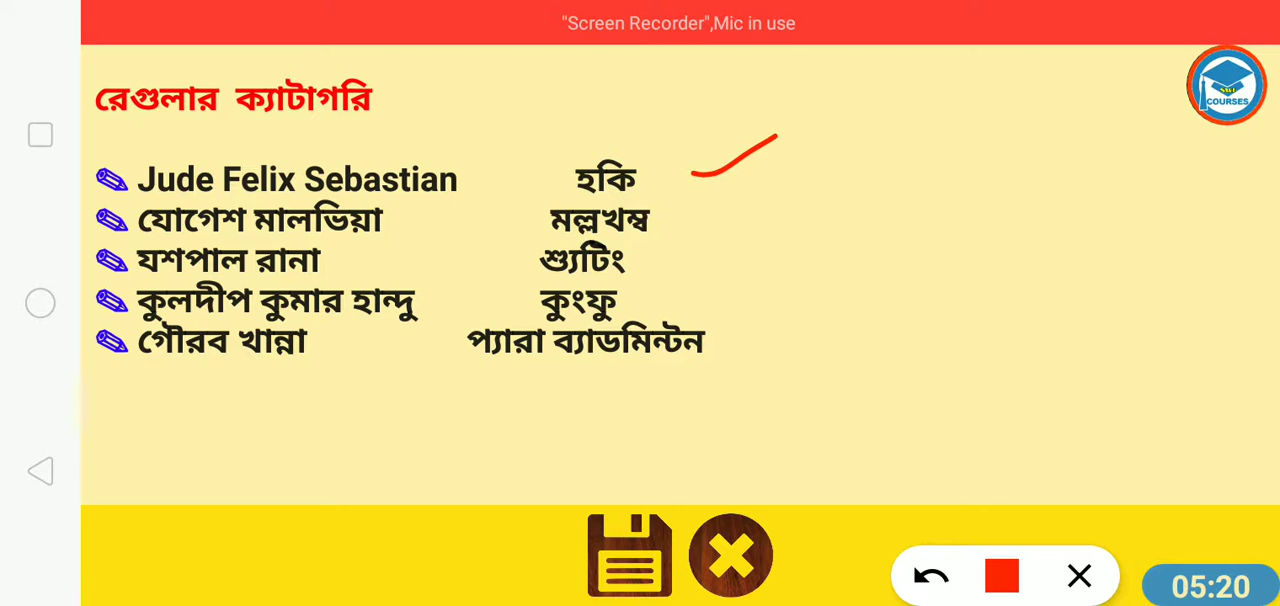 "Screen Recorder",Mic in use
রেগুলার ক্যাটাগরি
COURSES
Jude Felix Sebastian হকি
যোগেশ মালভিয়া মল্লখম্ব
যশপাল রানা শ্যুটিং
কুলদীপ কুমার হান্দু কুংফু
গৌরব খান্না প্যারা ব্যাডমিন্টন
05:20